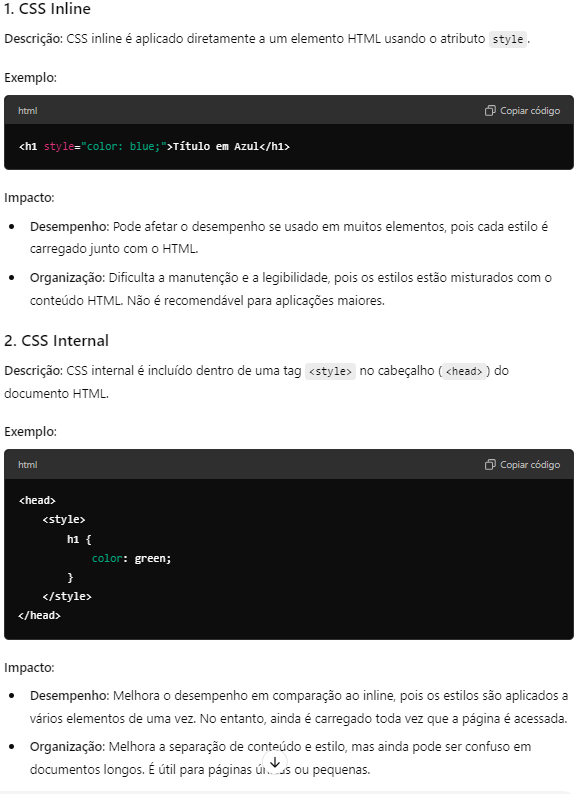 1. CSS Inline
Descrição: CSS inline é aplicado diretamente a um elemento HTML usando o atributo style.
Exemplo:
html
Copiar código
<h1 style="color: blue;">Título em Azul</h1>
Impacto:
• Desempenho: Pode afetar o desempenho se usado em muitos elementos, pois cada estilo é
carregado junto com o HTML.
• Organização: Dificulta a manutenção e a legibilidade, pois os estilos estão misturados com o
conteúdo HTML. Não é recomendável para aplicações maiores.
2. CSS Internal
Descrição: CSS internal é incluído dentro de uma tag <style> no cabeçalho (<head>) do
documento HTML.
Exemplo:
html
Copiar código
<head>
    <style>
        h1 {
            color: green;
        }
    </style>
</head>
Impacto:
• Desempenho: Melhora o desempenho em comparação ao inline, pois os estilos são aplicados a
vários elementos de uma vez. No entanto, ainda é carregado toda vez que a página é acessada.
• Organização: Melhora a separação de conteúdo e estilo, mas ainda pode ser confuso em
documentos longos. É útil para páginas ou pequenas.